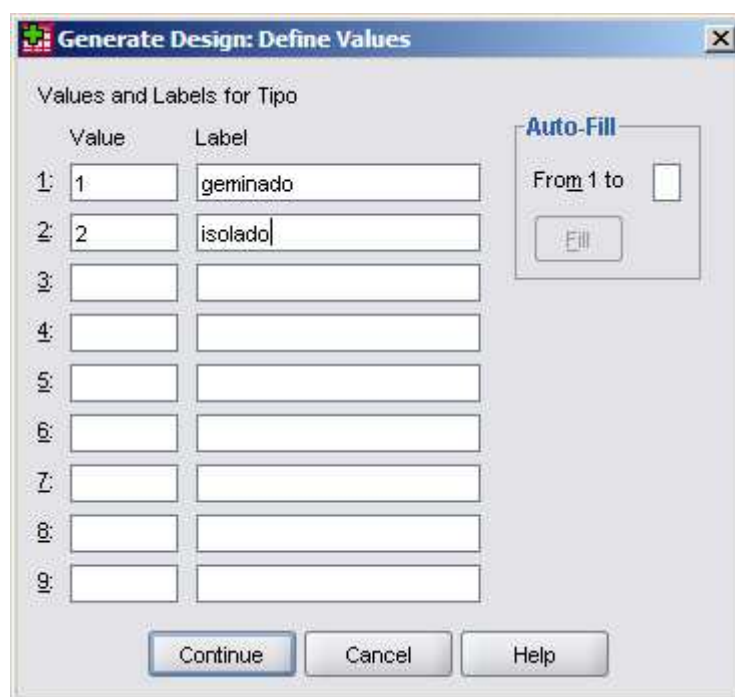 Generate Design: Define Values
Values and Labels for Tipo
Value Label
1: 1 geminado
2: 2 isolado
3:
4:
5:
6:
7:
8:
9:
Auto-Fill
From 1 to
Fill
Continue Cancel Help